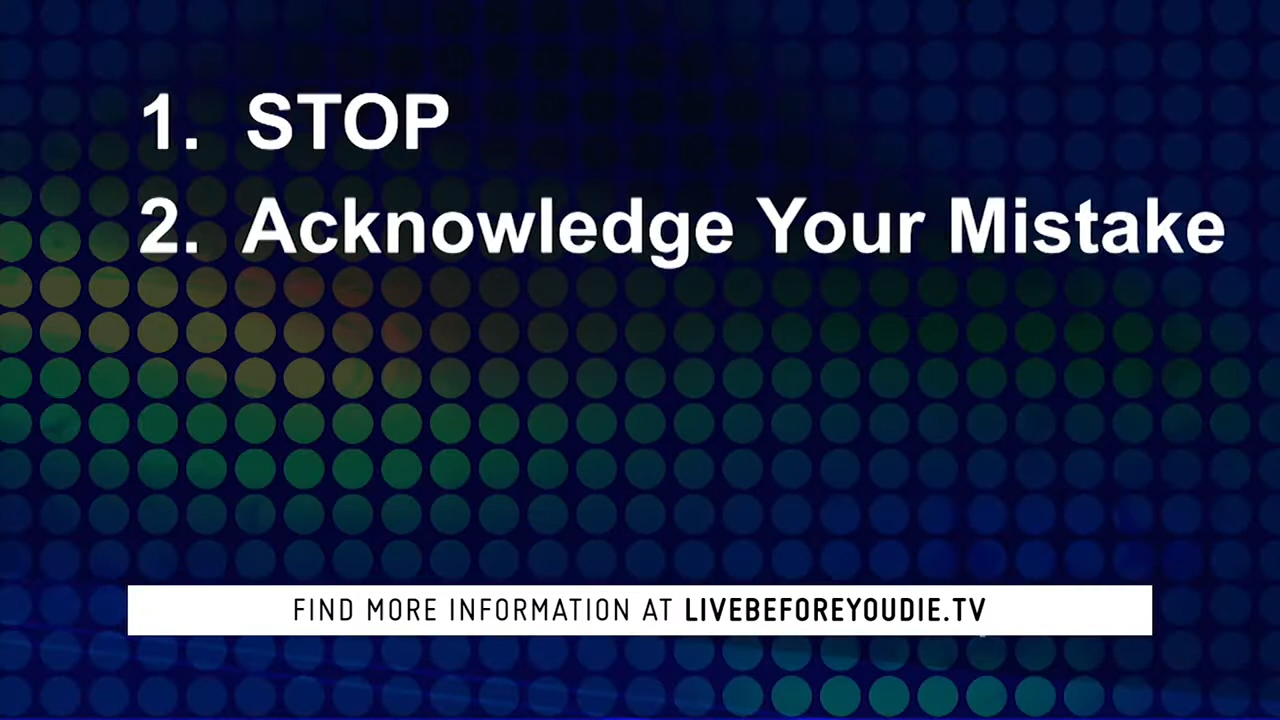 1. STOP
2. Acknowledge Your Mistake
FIND MORE INFORMATION AT LIVEBEFOREYOUDIE.TV